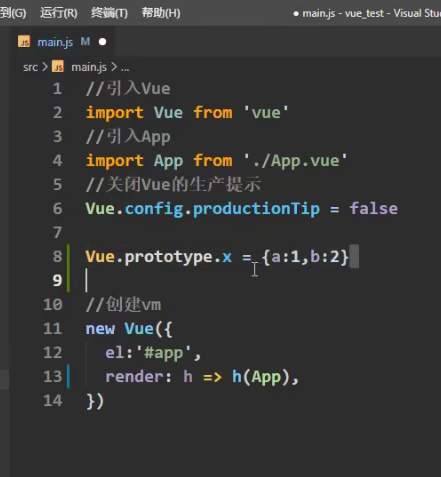 到(G) 运行(R) 终端(T) 帮助(H) ● main.js - vue_test - Visual Stu
JS main.js M ●
src > JS main.js > ...
1 //引入Vue
2 import Vue from 'vue'
3 //引入App
4 import App from './App.vue'
5 //关闭Vue的生产提示
6 Vue.config.productionTip = false
7
8 Vue.prototype.x = {a:1,b:2}
9
10 //创建vm
11 new Vue({
12 el:'#app',
13 render: h => h(App),
14 })